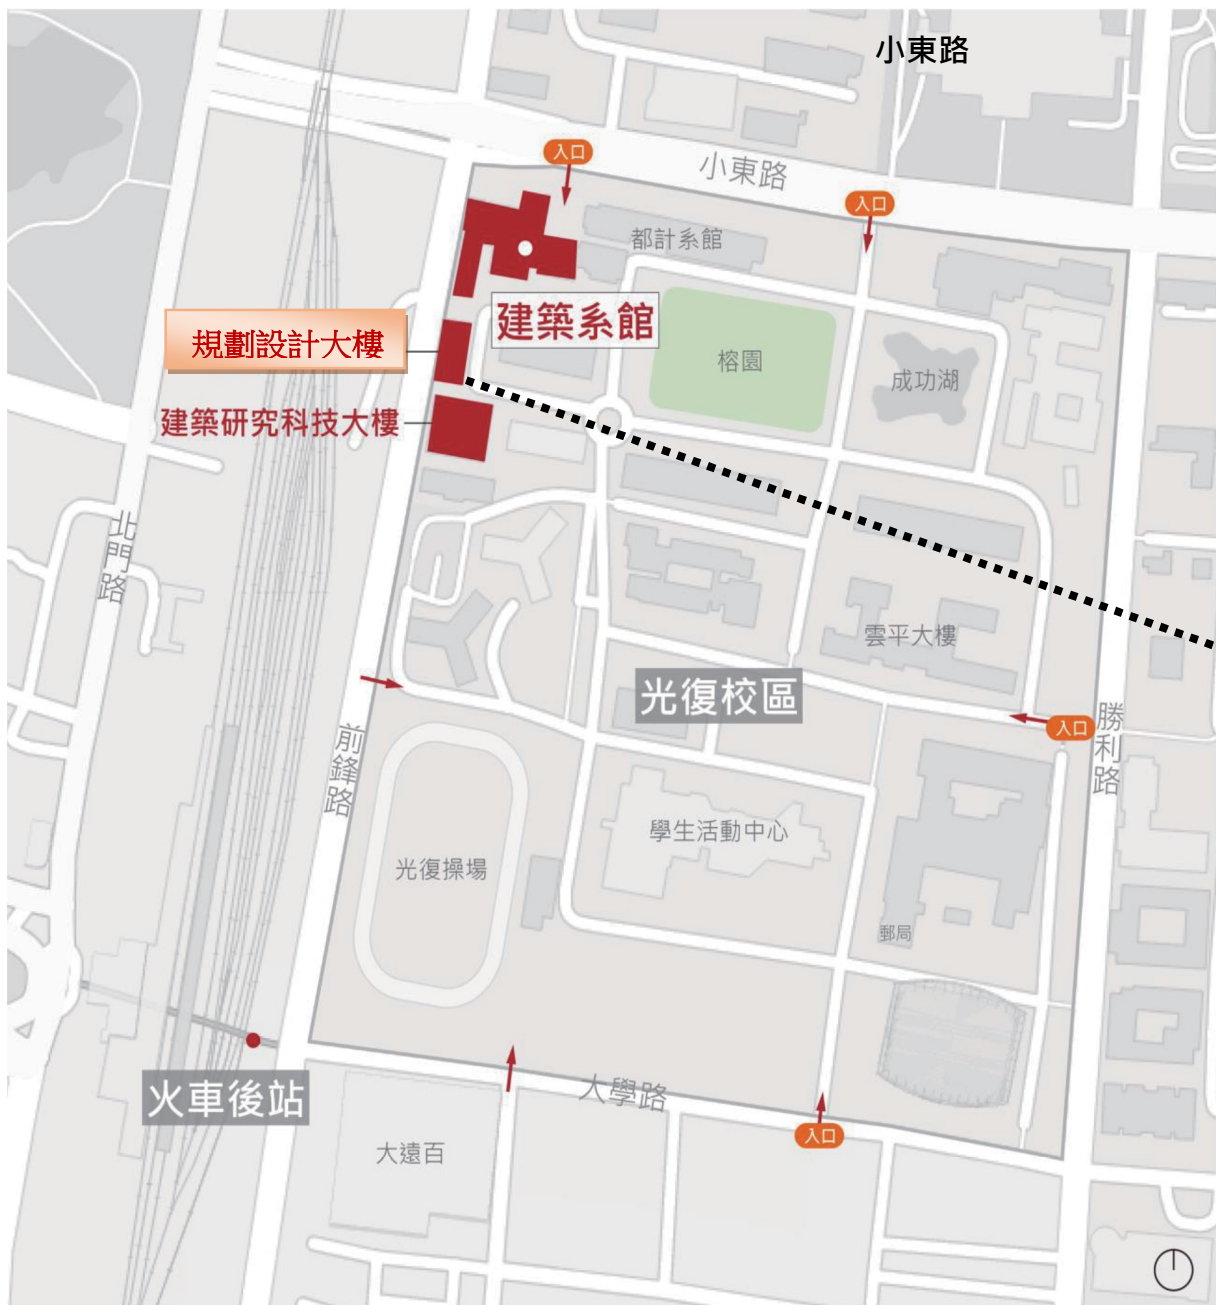 小東路
入口
小東路
入口
都計系館
建築系館
規劃設計大樓
榕園
成功湖
建築研究科技大樓
北門路
雲平大樓
光復校區
入口
勝利路
前鋒路
學生活動中心
光復操場
郵局
火車後站
大學路
入口
大遠百